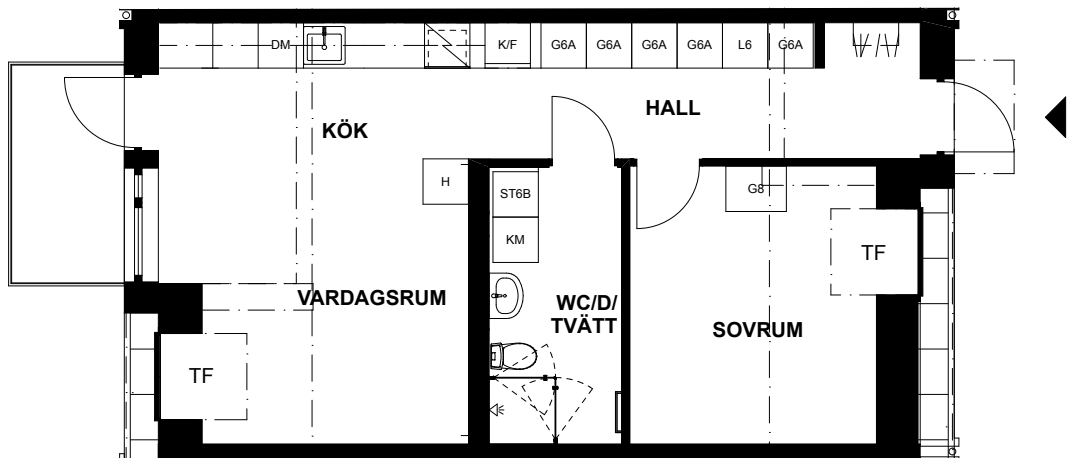 DM
K/F
G6A
G6A
G6A
G6A
L6
G6A
HALL
KÖK
H
ST6B
G8
KM
TF
VARDAGSRUM
WC/D/
TVÄTT
SOVRUM
TF